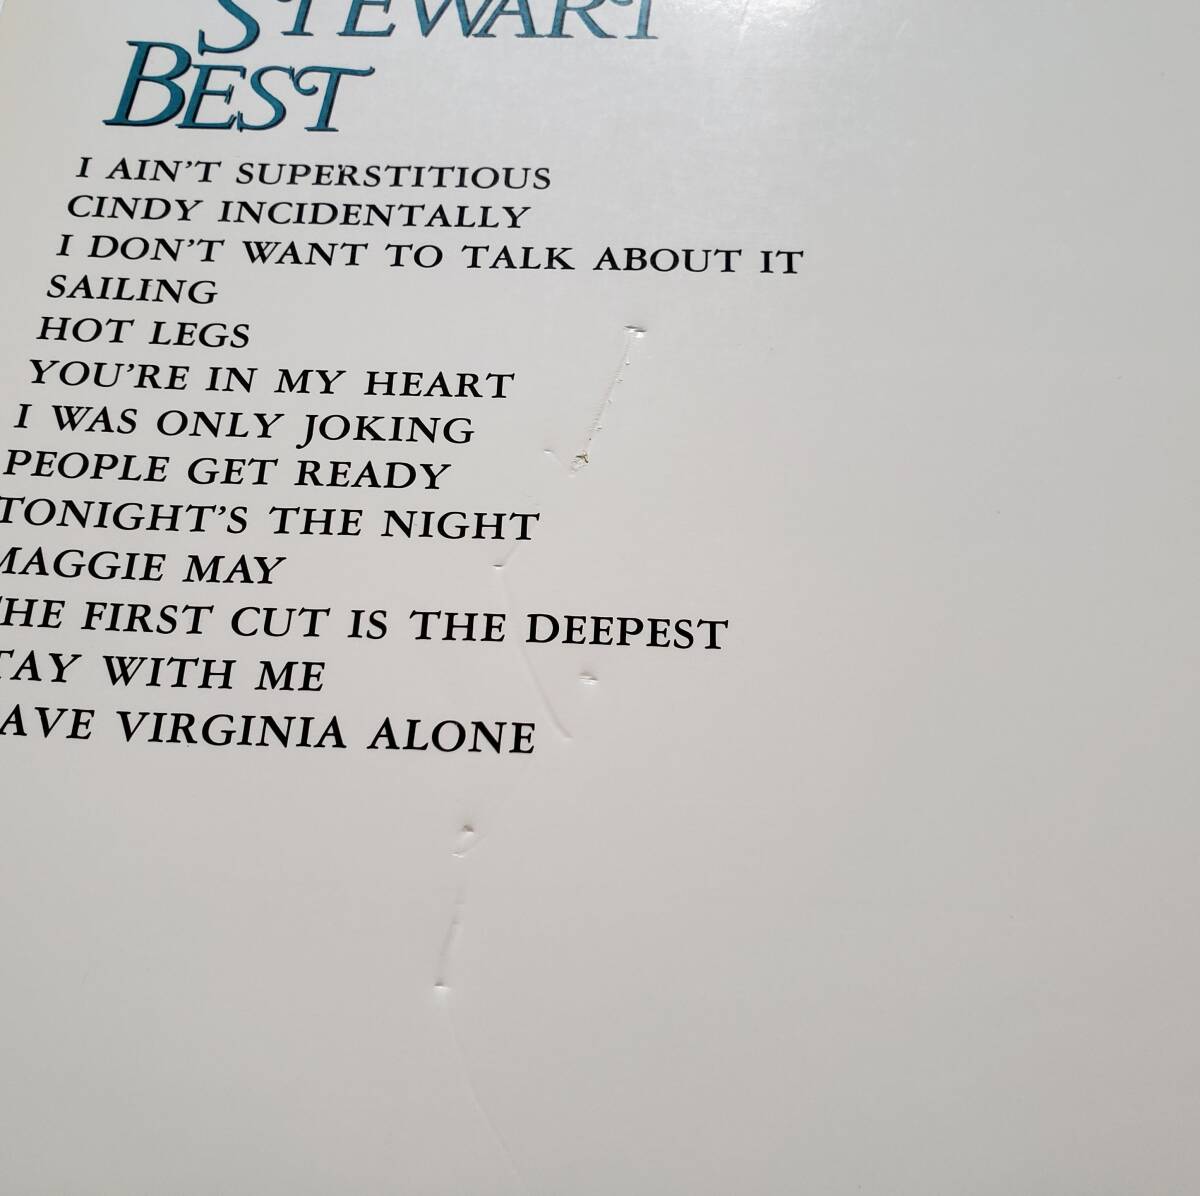 STEWART
BEST
I AIN'T SUPERSTITIOUS
CINDY INCIDENTALLY
I DON'T WANT TO TALK ABOUT IT
SAILING
HOT LEGS
YOU'RE IN MY HEART
I WAS ONLY JOKING
PEOPLE GET READY
TONIGHT'S THE NIGHT
MAGGIE MAY
THE FIRST CUT IS THE DEEPEST
TAY WITH ME
AVE VIRGINIA ALONE